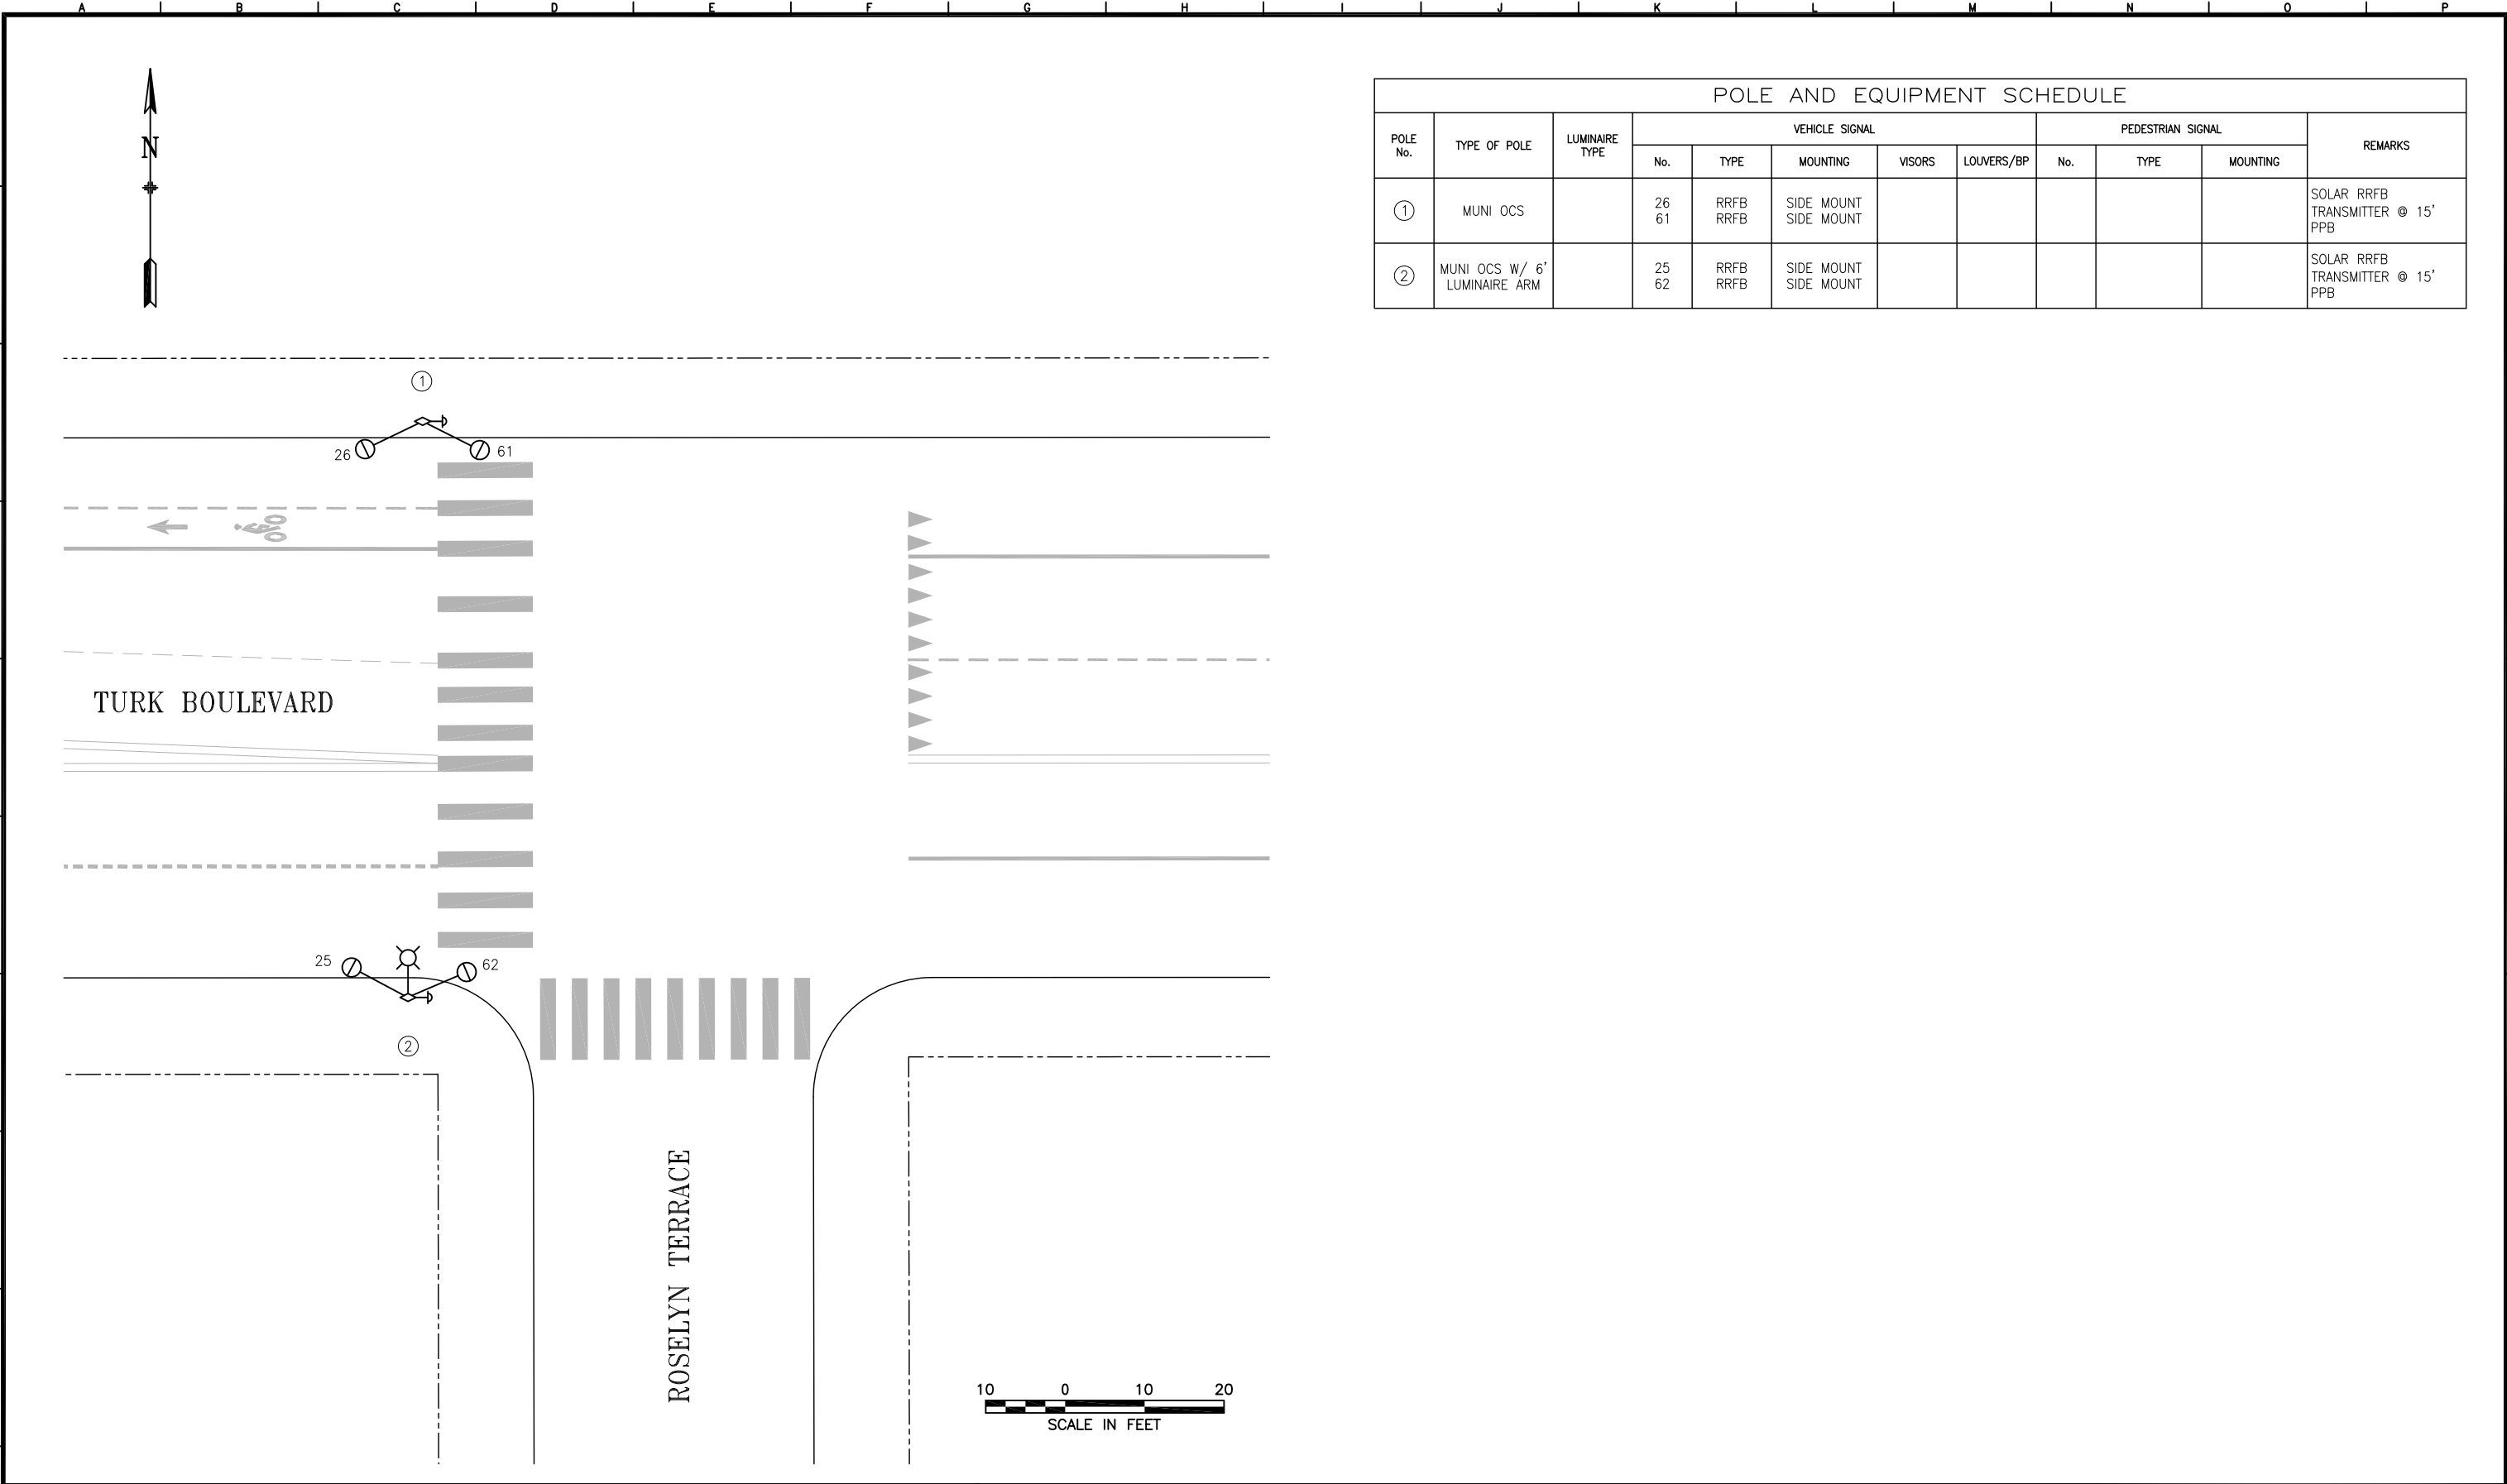 A B C D E F G H I J K L M N O P
N
POLE AND EQUIPMENT SCHEDULE
POLE No. TYPE OF POLE LUMINAIRE TYPE VEHICLE SIGNAL PEDESTRIAN SIGNAL REMARKS
No. TYPE MOUNTING VISORS LOUVERS/BP No. TYPE MOUNTING
1 MUNI OCS
26 RRFB SIDE MOUNT
61 RRFB SIDE MOUNT
SOLAR RRFB
TRANSMITTER @ 15'
PPB
2 MUNI OCS W/ 6'
LUMINAIRE ARM
25 RRFB SIDE MOUNT
62 RRFB SIDE MOUNT
SOLAR RRFB
TRANSMITTER @ 15'
PPB
1
26
61
TURK BOULEVARD
25
62
2
ROSELYN TERRACE
10 0 10 20
SCALE IN FEET